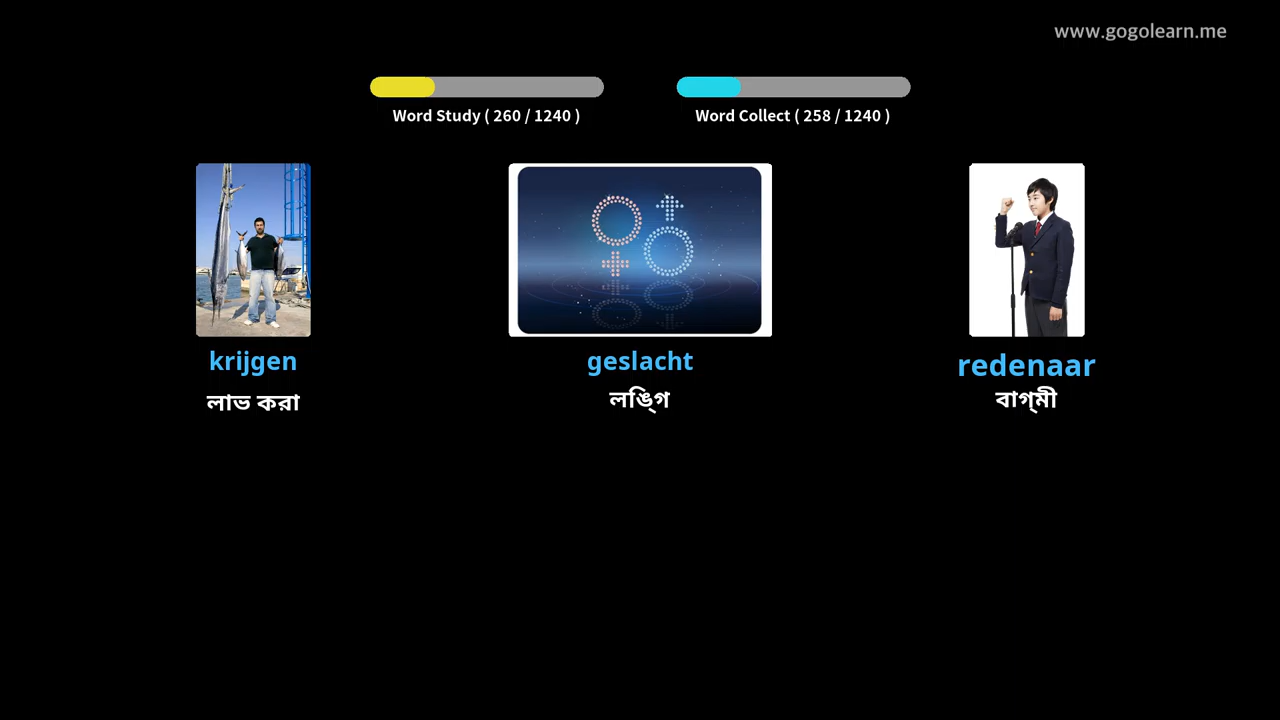 www.gogolearn.me
Word Study ( 260 / 1240 )
Word Collect ( 258 / 1240 )
krijgen
geslacht
redenaar
লাভ করা
লিঙ্গ
বাগ্মী